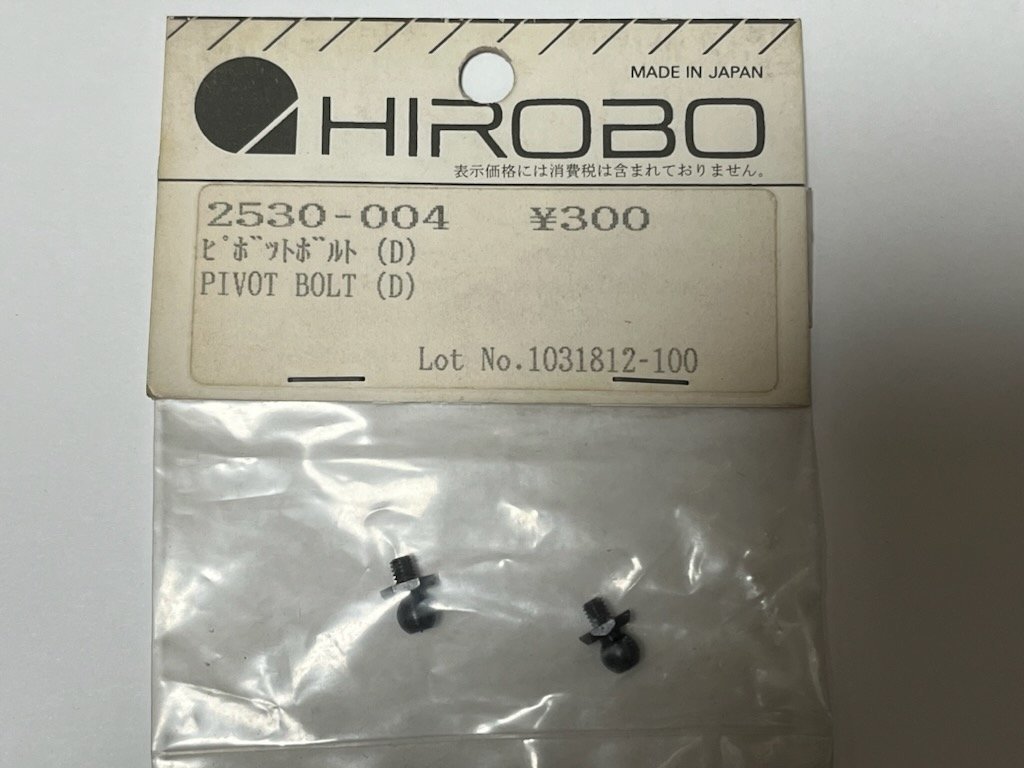 MADE IN JAPAN
HIROBO
表示価格には消費税は含まれておりません。
2530-004 ¥300
ﾋﾟﾎﾞｯﾄﾎﾞﾙﾄ (D)
PIVOT BOLT (D)
Lot No.1031812-100